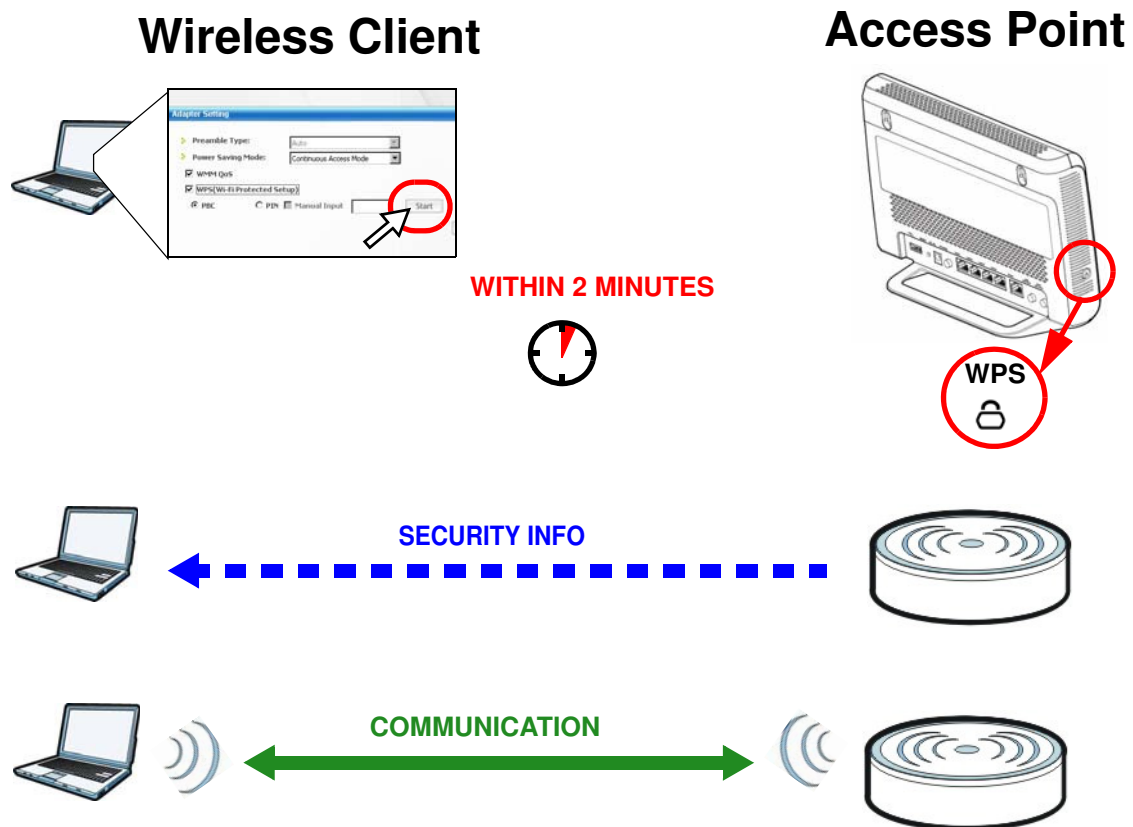 Wireless Client
Access Point
Adapter Setting
Preamble Type:
Auto
Power Saving Mode:
Continuous Access Mode
WMM QoS
WPS(Wi-Fi Protected Setup)
PBC
PIN
Manual Input
Start
WITHIN 2 MINUTES
WPS
SECURITY INFO
COMMUNICATION